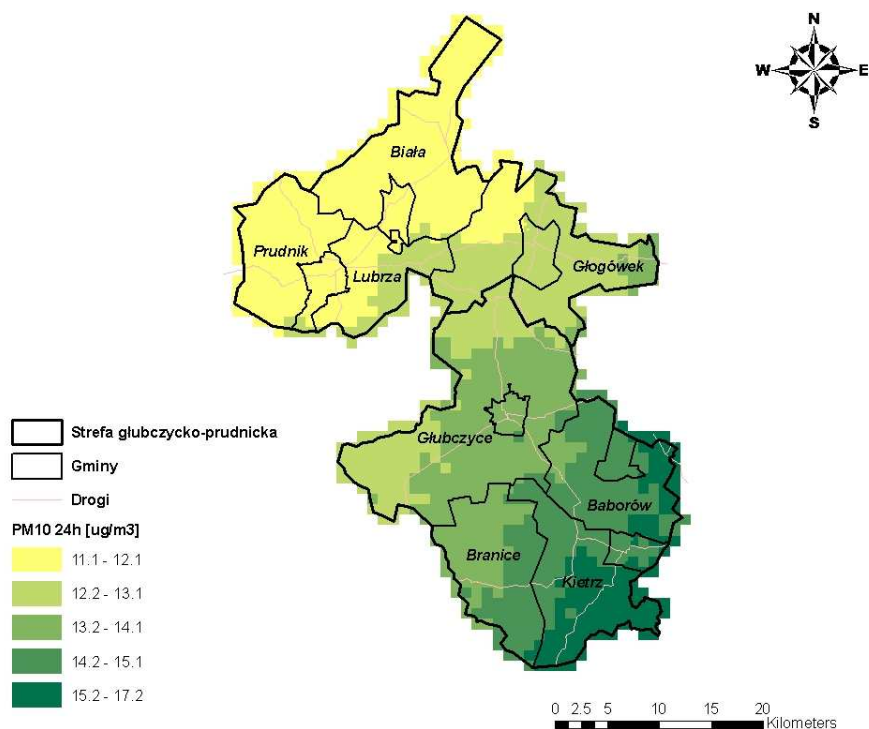 N
W E
S
Biała
Prudnik
Lubrza
Głogówek
Głubczyce
Baborów
Branice
Kietrz
Strefa głubczycko-prudnicka
Gminy
Drogi
PM10 24h [ug/m3]
11.1 - 12.1
12.2 - 13.1
13.2 - 14.1
14.2 - 15.1
15.2 - 17.2
0 2.5 5 10 15 20
Kilometers